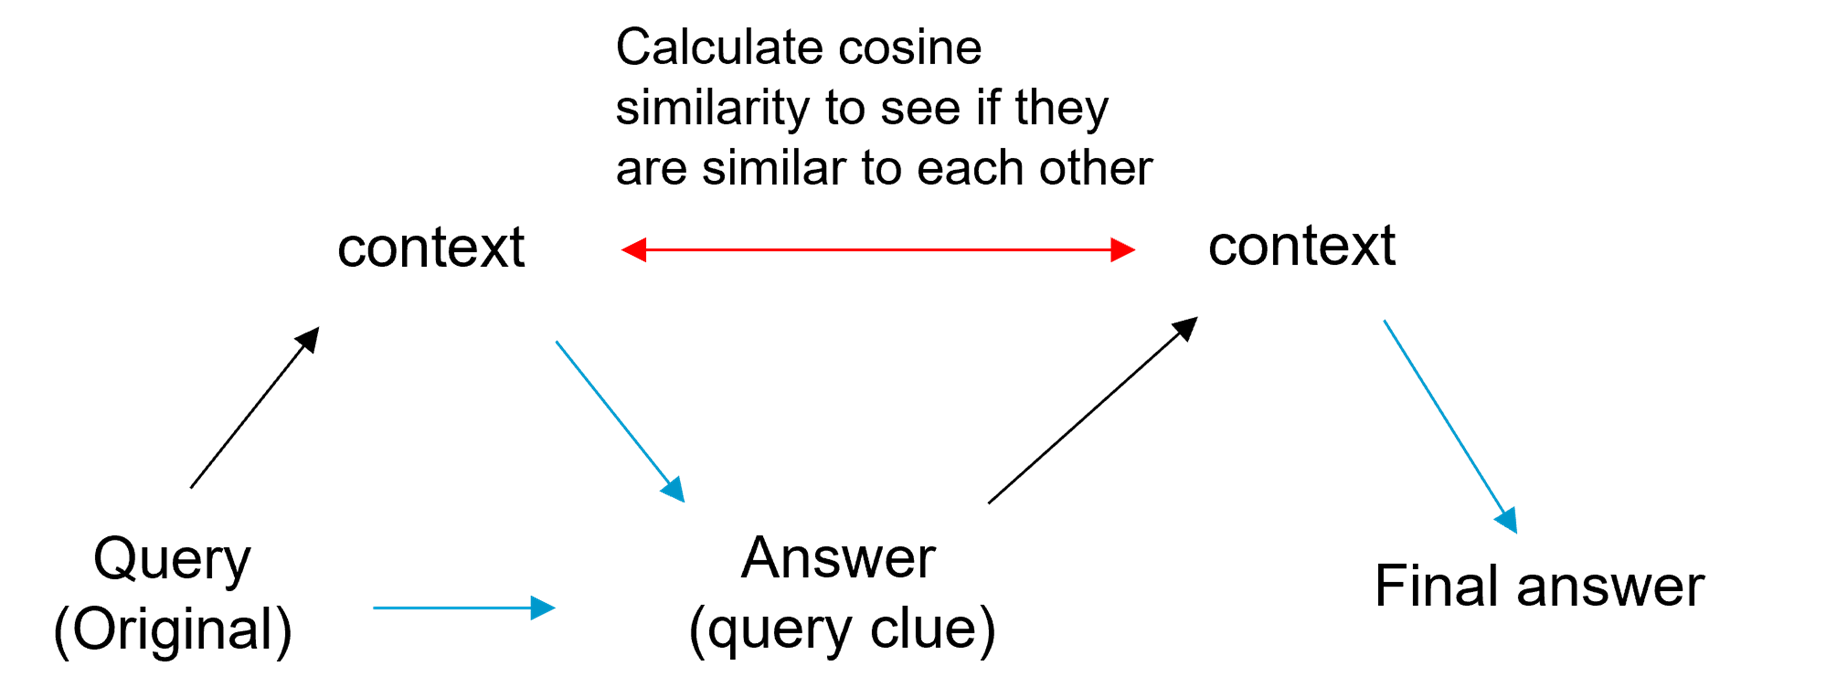 Calculate cosine
similarity to see if they
are similar to each other
context
context
Query
(Original)
Answer
(query clue)
Final answer